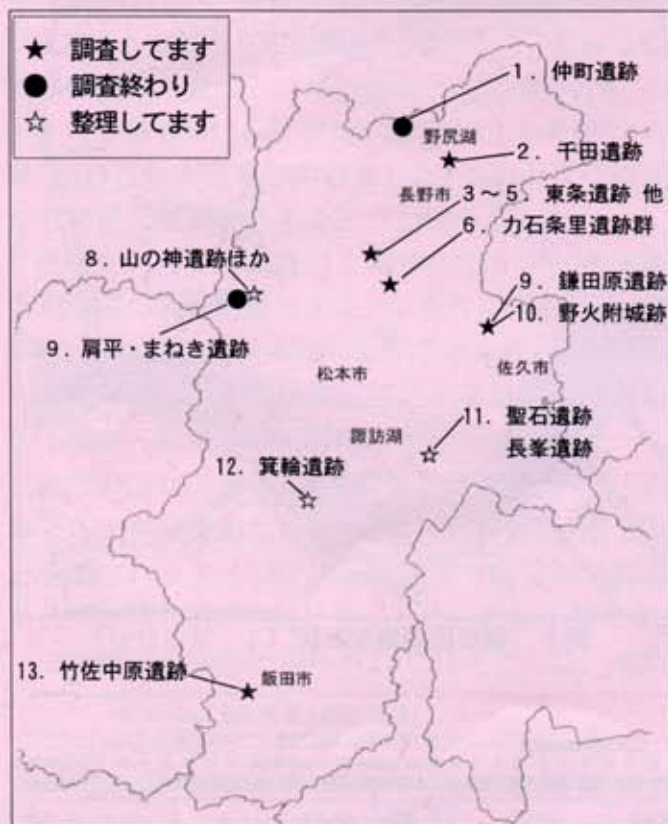 ★ 調査してます
● 調査終わり
☆ 整理してます
1．仲町遺跡
野尻湖
2．千田遺跡
長野市
3～5．東条遺跡 他
6．力石条里遺跡群
8．山の神遺跡ほか
9．鎌田原遺跡
10．野火附城跡
9．肩平・まねき遺跡
松本市
佐久市
諏訪湖
11．聖石遺跡
長峯遺跡
12．箕輪遺跡
13．竹佐中原遺跡
飯田市